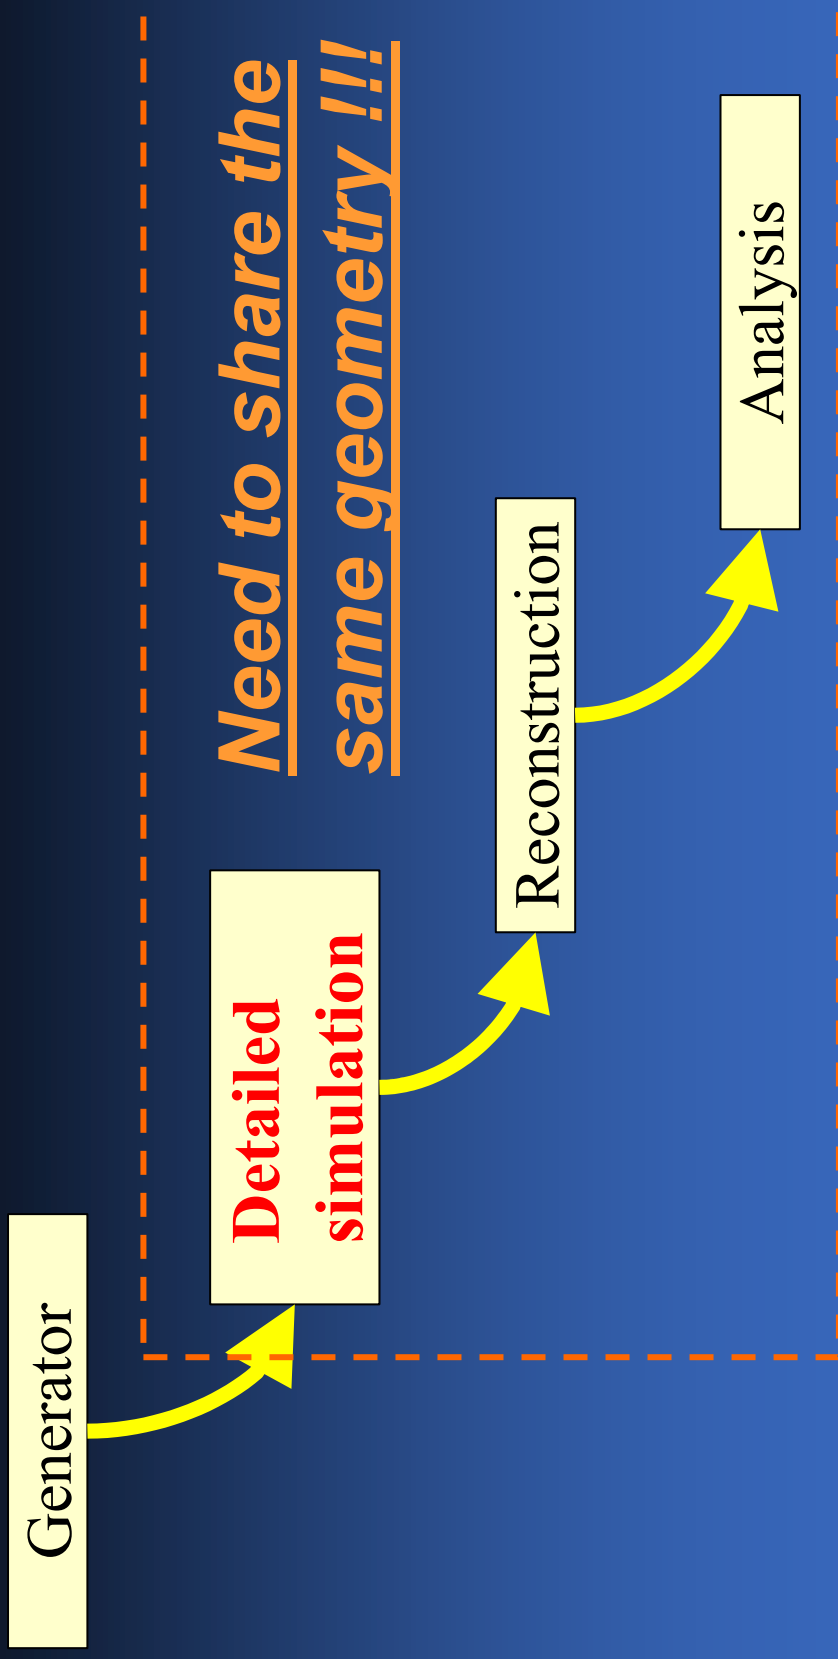 Generator
Detailed
simulation
Need to share the
same geometry !!!
Reconstruction
Analysis